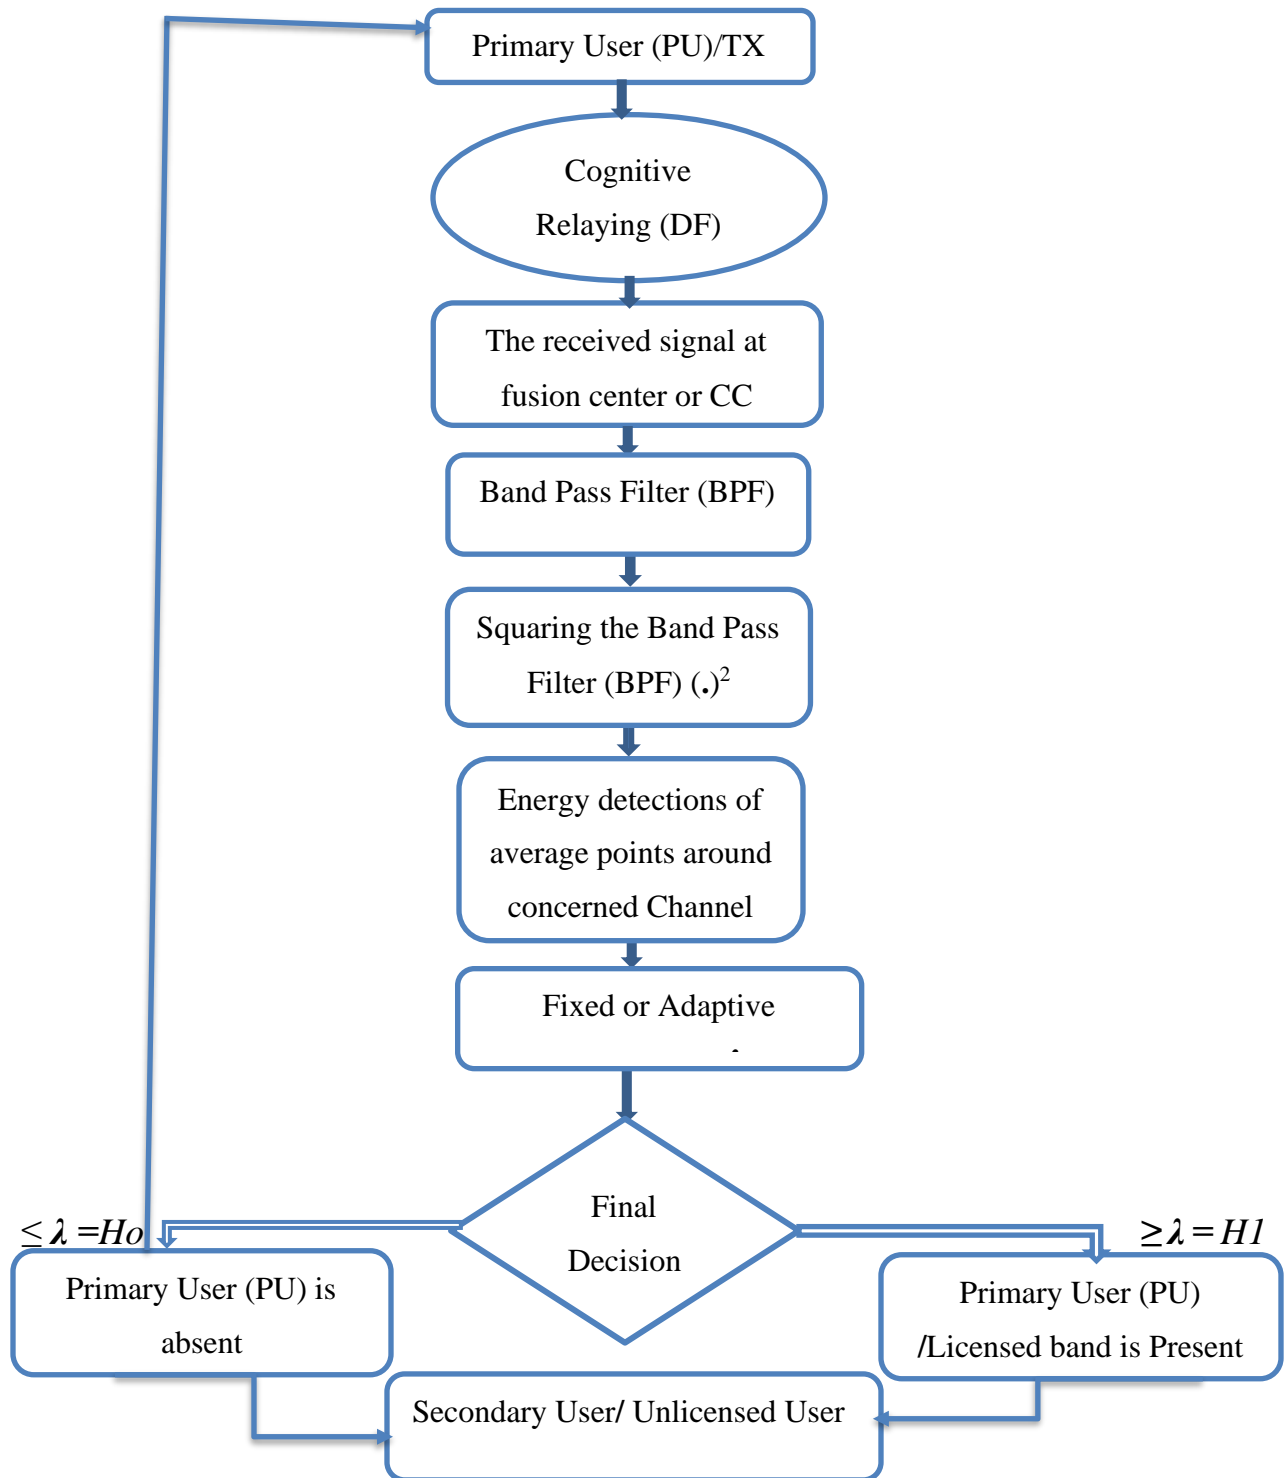 Primary User (PU)/TX
Cognitive
Relaying (DF)
The received signal at
fusion center or CC
Band Pass Filter (BPF)
Squaring the Band Pass
Filter (BPF) (.)²
Energy detections of
average points around
concerned Channel
Fixed or Adaptive
Final
Decision
≤ λ =Ho
≥ λ = H1
Primary User (PU) is
absent
Primary User (PU)
/Licensed band is Present
Secondary User/ Unlicensed User